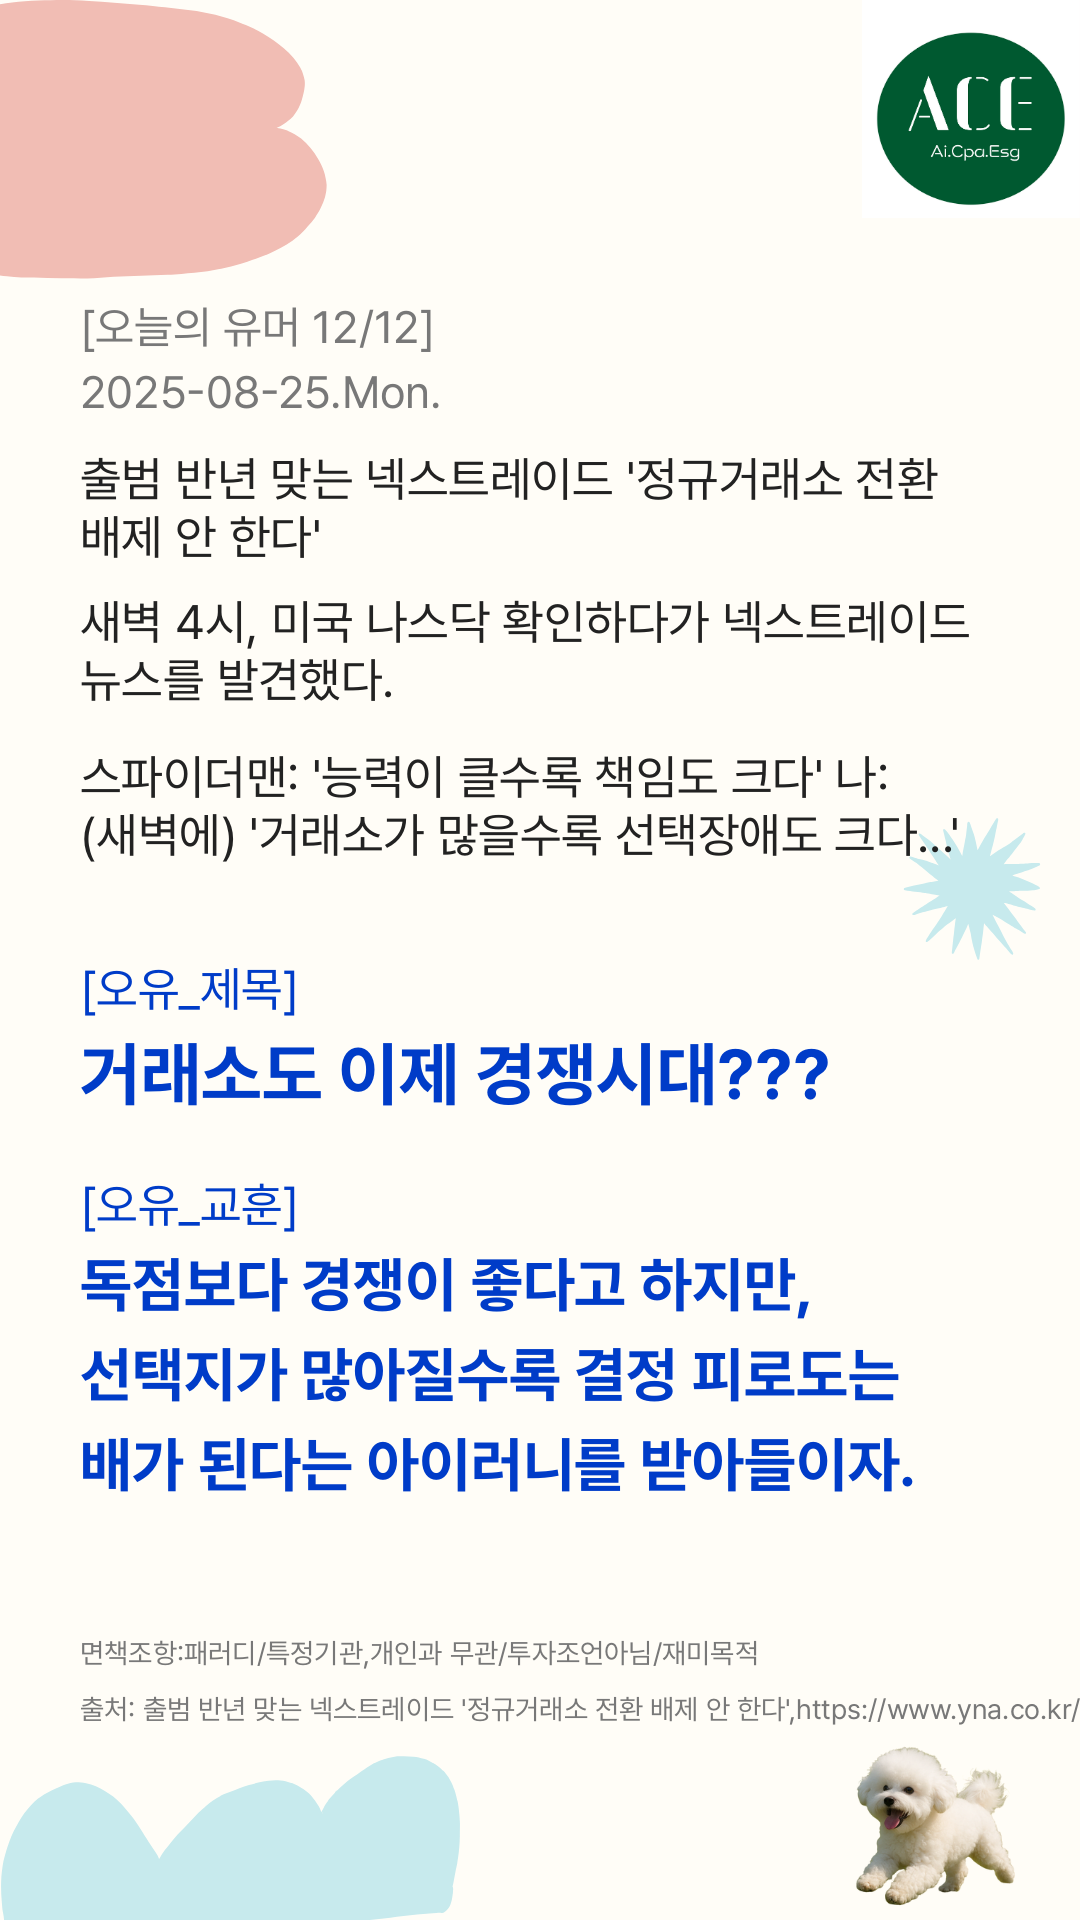 ACE
Ai.Cpa.Esg
[오늘의 유머 12/12]
2025-08-25.Mon.
출범 반년 맞는 넥스트레이드 '정규거래소 전환
배제 안 한다'
새벽 4시, 미국 나스닥 확인하다가 넥스트레이드
뉴스를 발견했다.
스파이더맨: '능력이 클수록 책임도 크다' 나:
(새벽에) '거래소가 많을수록 선택장애도 크다...'
[오유_제목]
거래소도 이제 경쟁시대???
[오유_교훈]
독점보다 경쟁이 좋다고 하지만,
선택지가 많아질수록 결정 피로도는
배가 된다는 아이러니를 받아들이자.
면책조항:패러디/특정기관,개인과 무관/투자조언아님/재미목적
출처: 출범 반년 맞는 넥스트레이드 '정규거래소 전환 배제 안 한다',https://www.yna.co.kr/